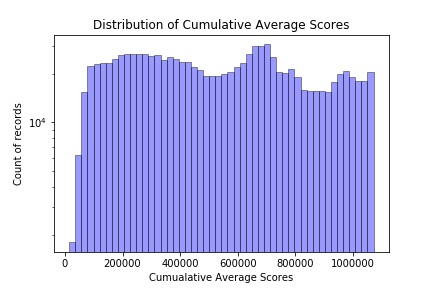 Distribution of Cumulative Average Scores
Count of records
10⁴
0
200000
400000
600000
800000
1000000
Cumualative Average Scores